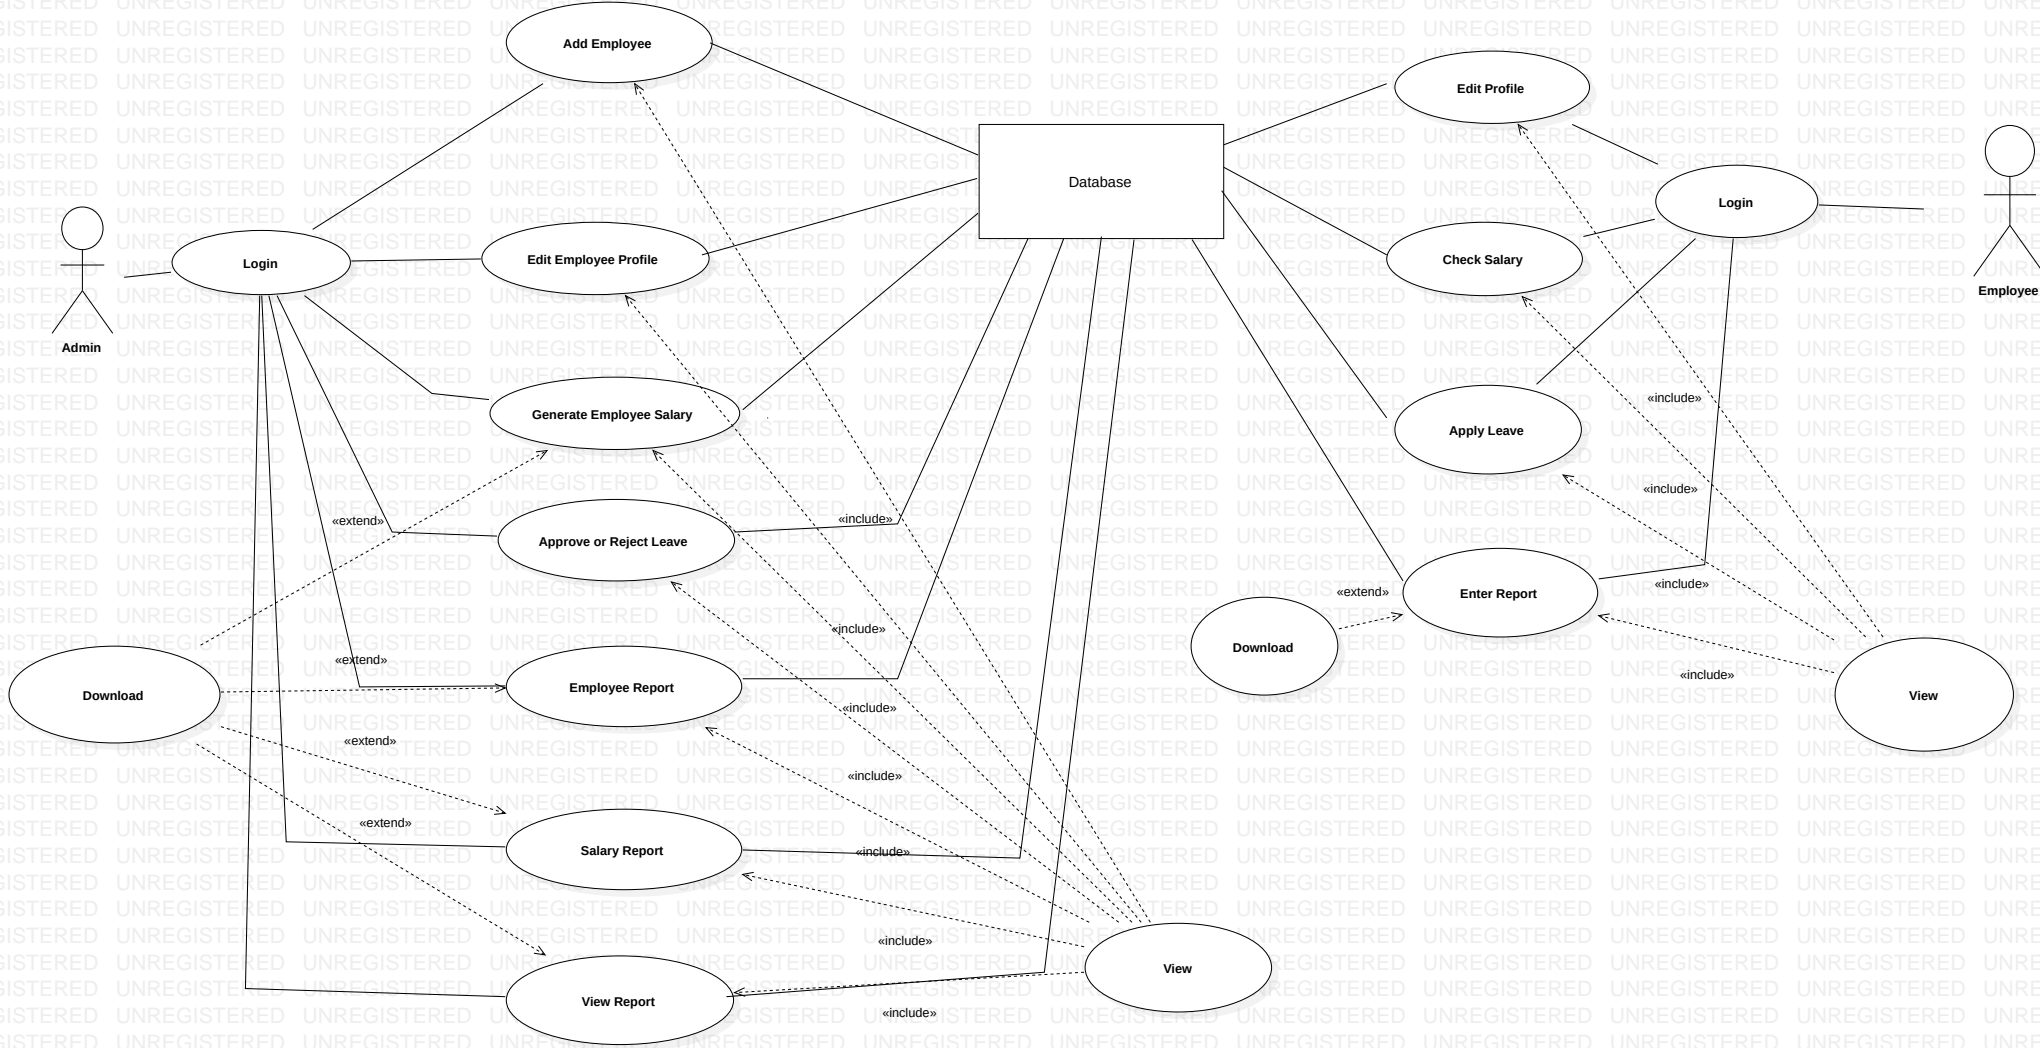 Add Employee
Edit Profile
Database
Login
Login
Edit Employee Profile
Check Salary
Employee
Admin
«include»
Generate Employee Salary
Apply Leave
«include»
«extend»
«include»
Approve or Reject Leave
«include»
«extend»
Enter Report
«include»
Download
«extend»
«include»
Download
Employee Report
View
«include»
«extend»
«include»
«extend»
Salary Report
«include»
«include»
View
View Report
«include»
UNREGISTERED